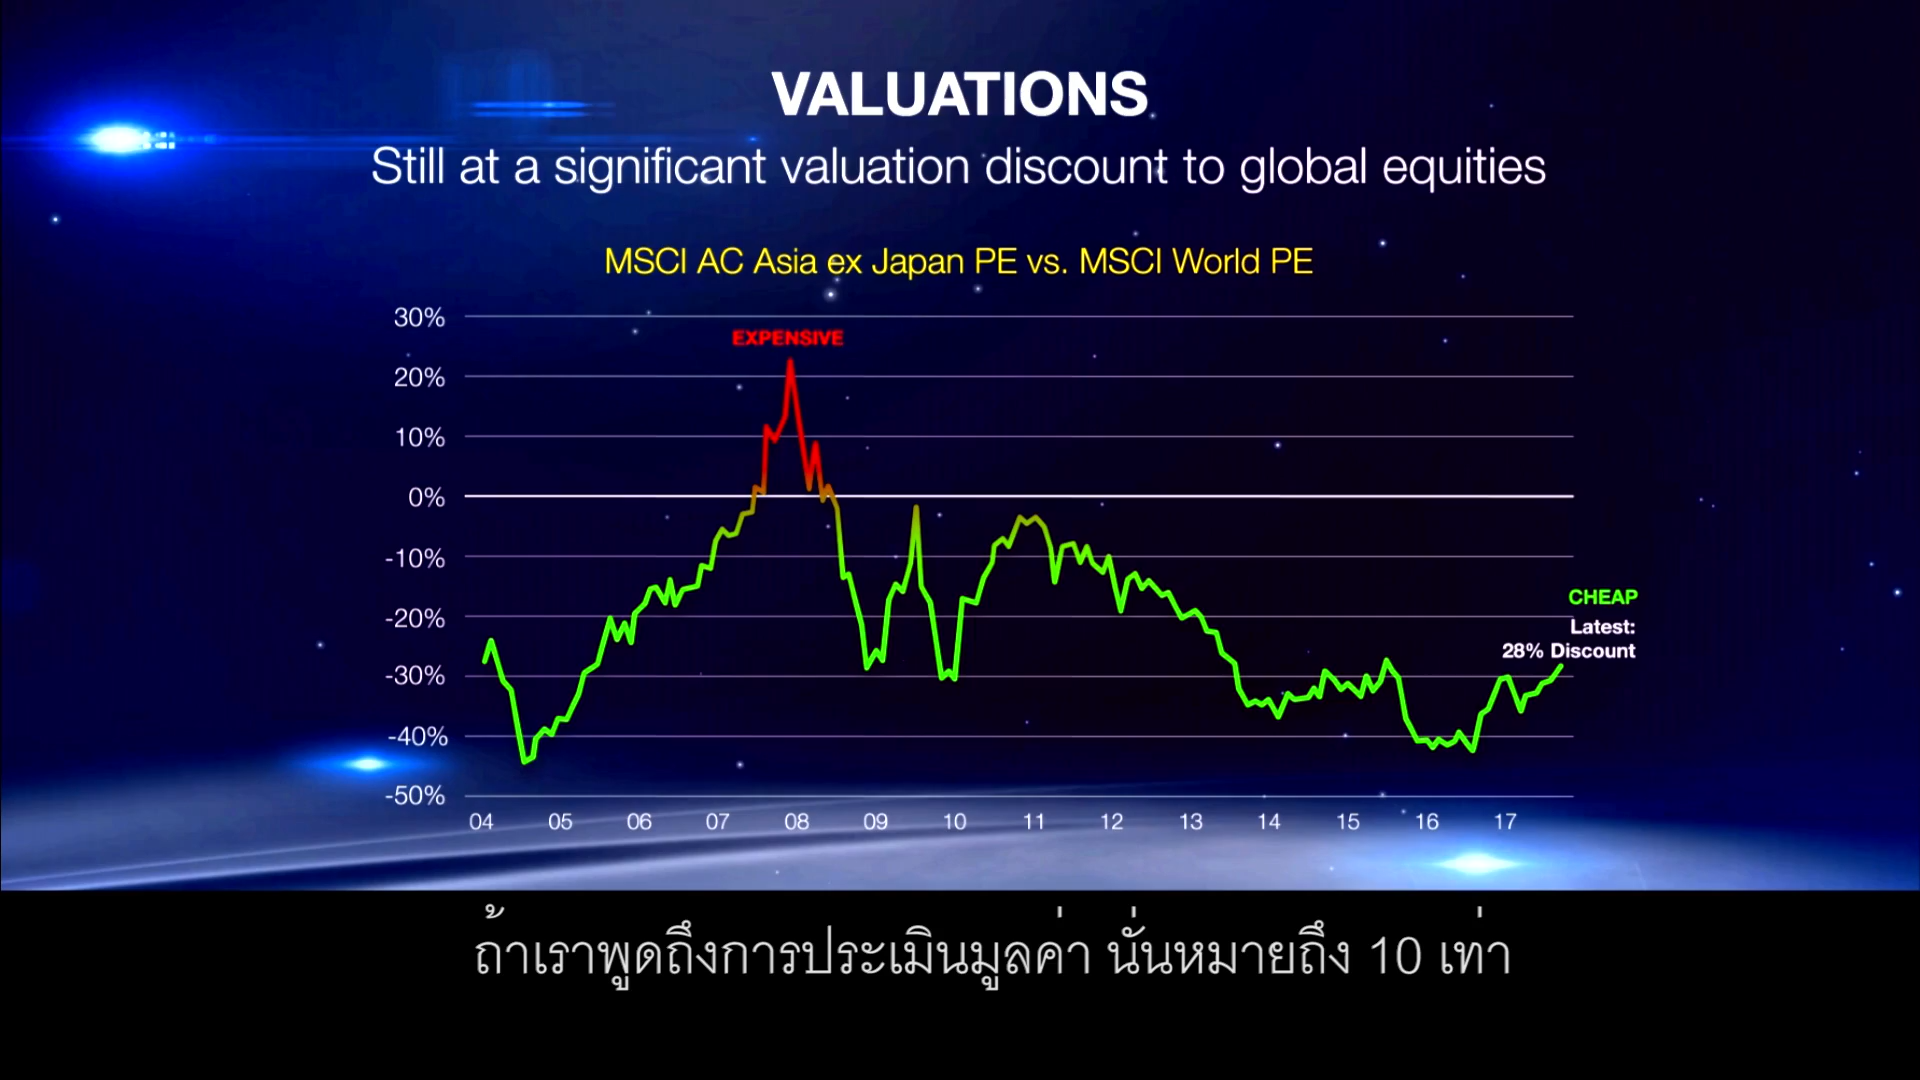 VALUATIONS
Still at a significant valuation discount to global equities
MSCI AC Asia ex Japan PE vs. MSCI World PE
30%
EXPENSIVE
20%
10%
0%
-10%
CHEAP
-20%
Latest:
28% Discount
-30%
-40%
-50%
04 05 06 07 08 09 10 11 12 13 14 15 16 17
ถ้าเราพูดถึงการประเมินมูลค่า นั่นหมายถึง 10 เท่า